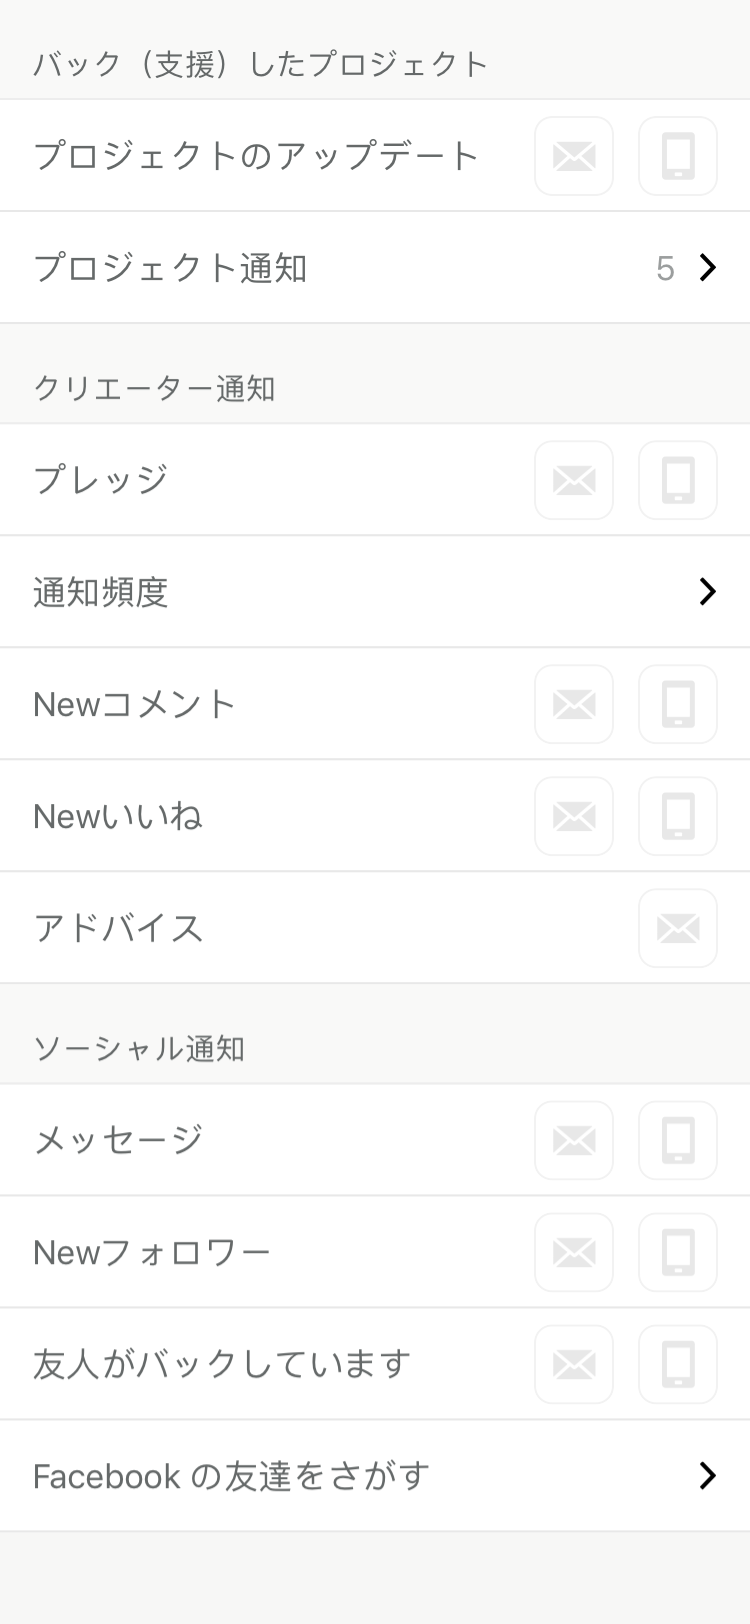 バック（支援）したプロジェクト
プロジェクトのアップデート
プロジェクト通知 5
クリエーター通知
プレッジ
通知頻度
Newコメント
Newいいね
アドバイス
ソーシャル通知
メッセージ
Newフォロワー
友人がバックしています
Facebook の友達をさがす